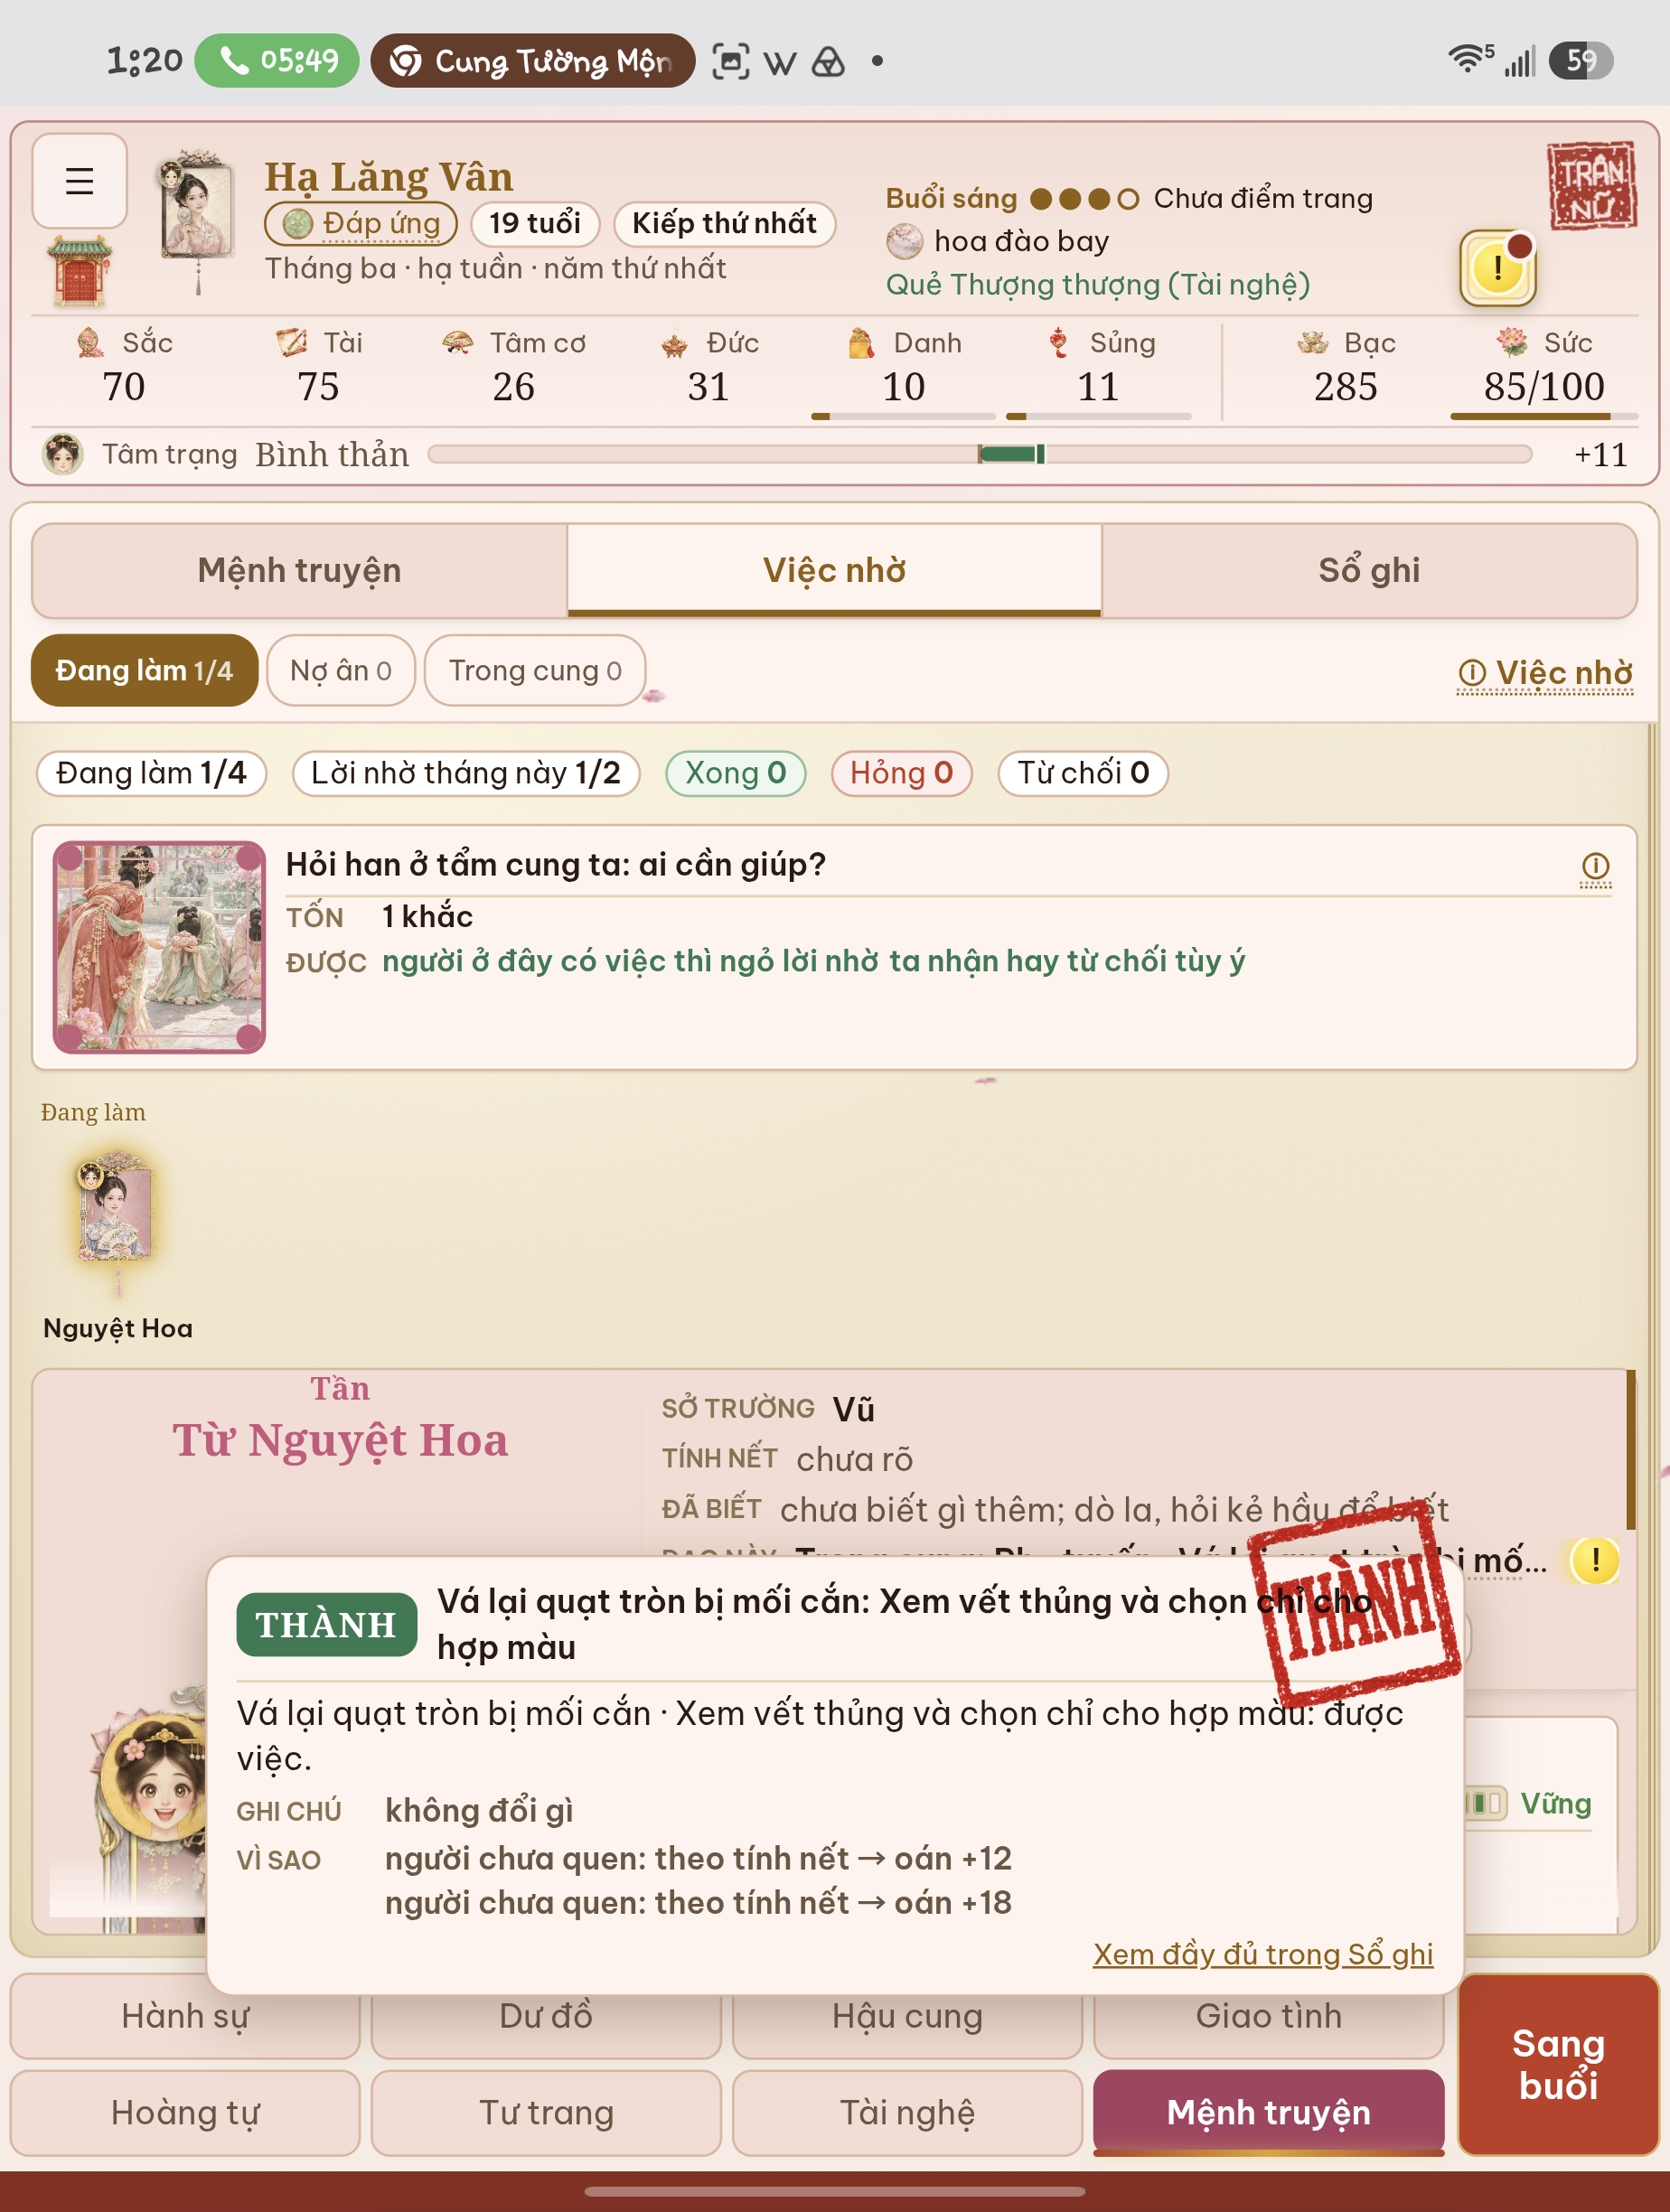 1:20 05:49 Cung Tường Mộn 5 59
Hạ Lăng Vân
Đáp ứng 19 tuổi Kiếp thứ nhất
Tháng ba · hạ tuần · năm thứ nhất
Buổi sáng Chưa điểm trang
hoa đào bay
Quẻ Thượng thượng (Tài nghệ)
TRÂN
NỮ
!
Sắc Tài Tâm cơ Đức Danh Sủng Bạc Sức
70 75 26 31 10 11 285 85/100
Tâm trạng Bình thản +11
Mệnh truyện Việc nhờ Sổ ghi
Đang làm 1/4 Nợ ân 0 Trong cung 0 Việc nhờ
Đang làm 1/4 Lời nhờ tháng này 1/2 Xong 0 Hỏng 0 Từ chối 0
Hỏi han ở tẩm cung ta: ai cần giúp?
TỐN 1 khắc
ĐƯỢC người ở đây có việc thì ngỏ lời nhờ ta nhận hay từ chối tùy ý
Đang làm
Nguyệt Hoa
Tần
Từ Nguyệt Hoa
SỞ TRƯỜNG Vũ
TÍNH NẾT chưa rõ
ĐÃ BIẾT chưa biết gì thêm; dò la, hỏi kẻ hầu để biết
bị mố... !
THÀNH
THÀNH Vá lại quạt tròn bị mối cắn: Xem vết thủng và chọn chỉ cho
hợp màu
Vá lại quạt tròn bị mối cắn · Xem vết thủng và chọn chỉ cho hợp màu: được
việc.
GHI CHÚ không đổi gì
VÌ SAO người chưa quen: theo tính nết → oán +12
người chưa quen: theo tính nết → oán +18
Xem đầy đủ trong Sổ ghi
Vững
Hành sự Dư đồ Hậu cung Giao tình
Sang
buổi
Hoàng tự Tư trang Tài nghệ Mệnh truyện